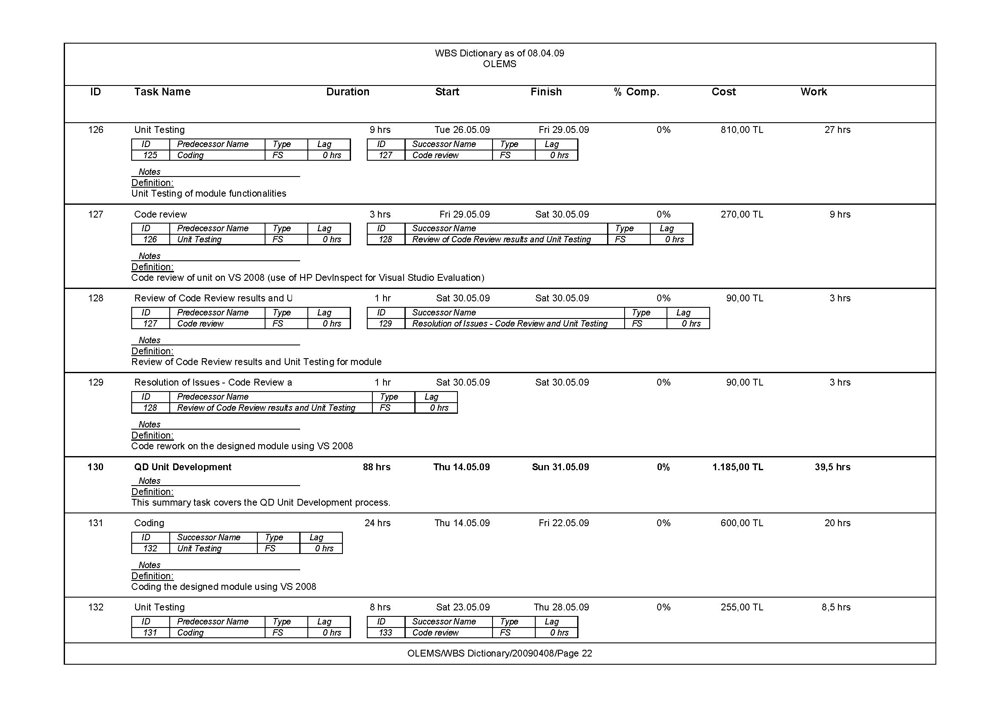 WBS Dictionary as of 08.04.09
OLEMS
ID Task Name Duration Start Finish % Comp. Cost Work
126 Unit Testing 9 hrs Tue 26.05.09 Fri 29.05.09 0% 810,00 TL 27 hrs
ID Predecessor Name Type Lag ID Successor Name Type Lag
125 Coding FS 0 hrs 127 Code review FS 0 hrs
Notes
Definition:
Unit Testing of module functionalities
127 Code review 3 hrs Fri 29.05.09 Sat 30.05.09 0% 270,00 TL 9 hrs
ID Predecessor Name Type Lag ID Successor Name Type Lag
126 Unit Testing FS 0 hrs 128 Review of Code Review results and Unit Testing FS 0 hrs
Notes
Definition:
Code review of unit on VS 2008 (use of HP DevInspect for Visual Studio Evaluation)
128 Review of Code Review results and U 1 hr Sat 30.05.09 Sat 30.05.09 0% 90,00 TL 3 hrs
ID Predecessor Name Type Lag ID Successor Name Type Lag
127 Code review FS 0 hrs 129 Resolution of Issues - Code Review and Unit Testing FS 0 hrs
Notes
Definition:
Review of Code Review results and Unit Testing for module
129 Resolution of Issues - Code Review a 1 hr Sat 30.05.09 Sat 30.05.09 0% 90,00 TL 3 hrs
ID Predecessor Name Type Lag
128 Review of Code Review results and Unit Testing FS 0 hrs
Notes
Definition:
Code rework on the designed module using VS 2008
130 QD Unit Development 88 hrs Thu 14.05.09 Sun 31.05.09 0% 1.185,00 TL 39,5 hrs
Notes
Definition:
This summary task covers the QD Unit Development process.
131 Coding 24 hrs Thu 14.05.09 Fri 22.05.09 0% 600,00 TL 20 hrs
ID Successor Name Type Lag
132 Unit Testing FS 0 hrs
Notes
Definition:
Coding the designed module using VS 2008
132 Unit Testing 8 hrs Sat 23.05.09 Thu 28.05.09 0% 255,00 TL 8,5 hrs
ID Predecessor Name Type Lag ID Successor Name Type Lag
131 Coding FS 0 hrs 133 Code review FS 0 hrs
OLEMS/WBS Dictionary/20090408/Page 22